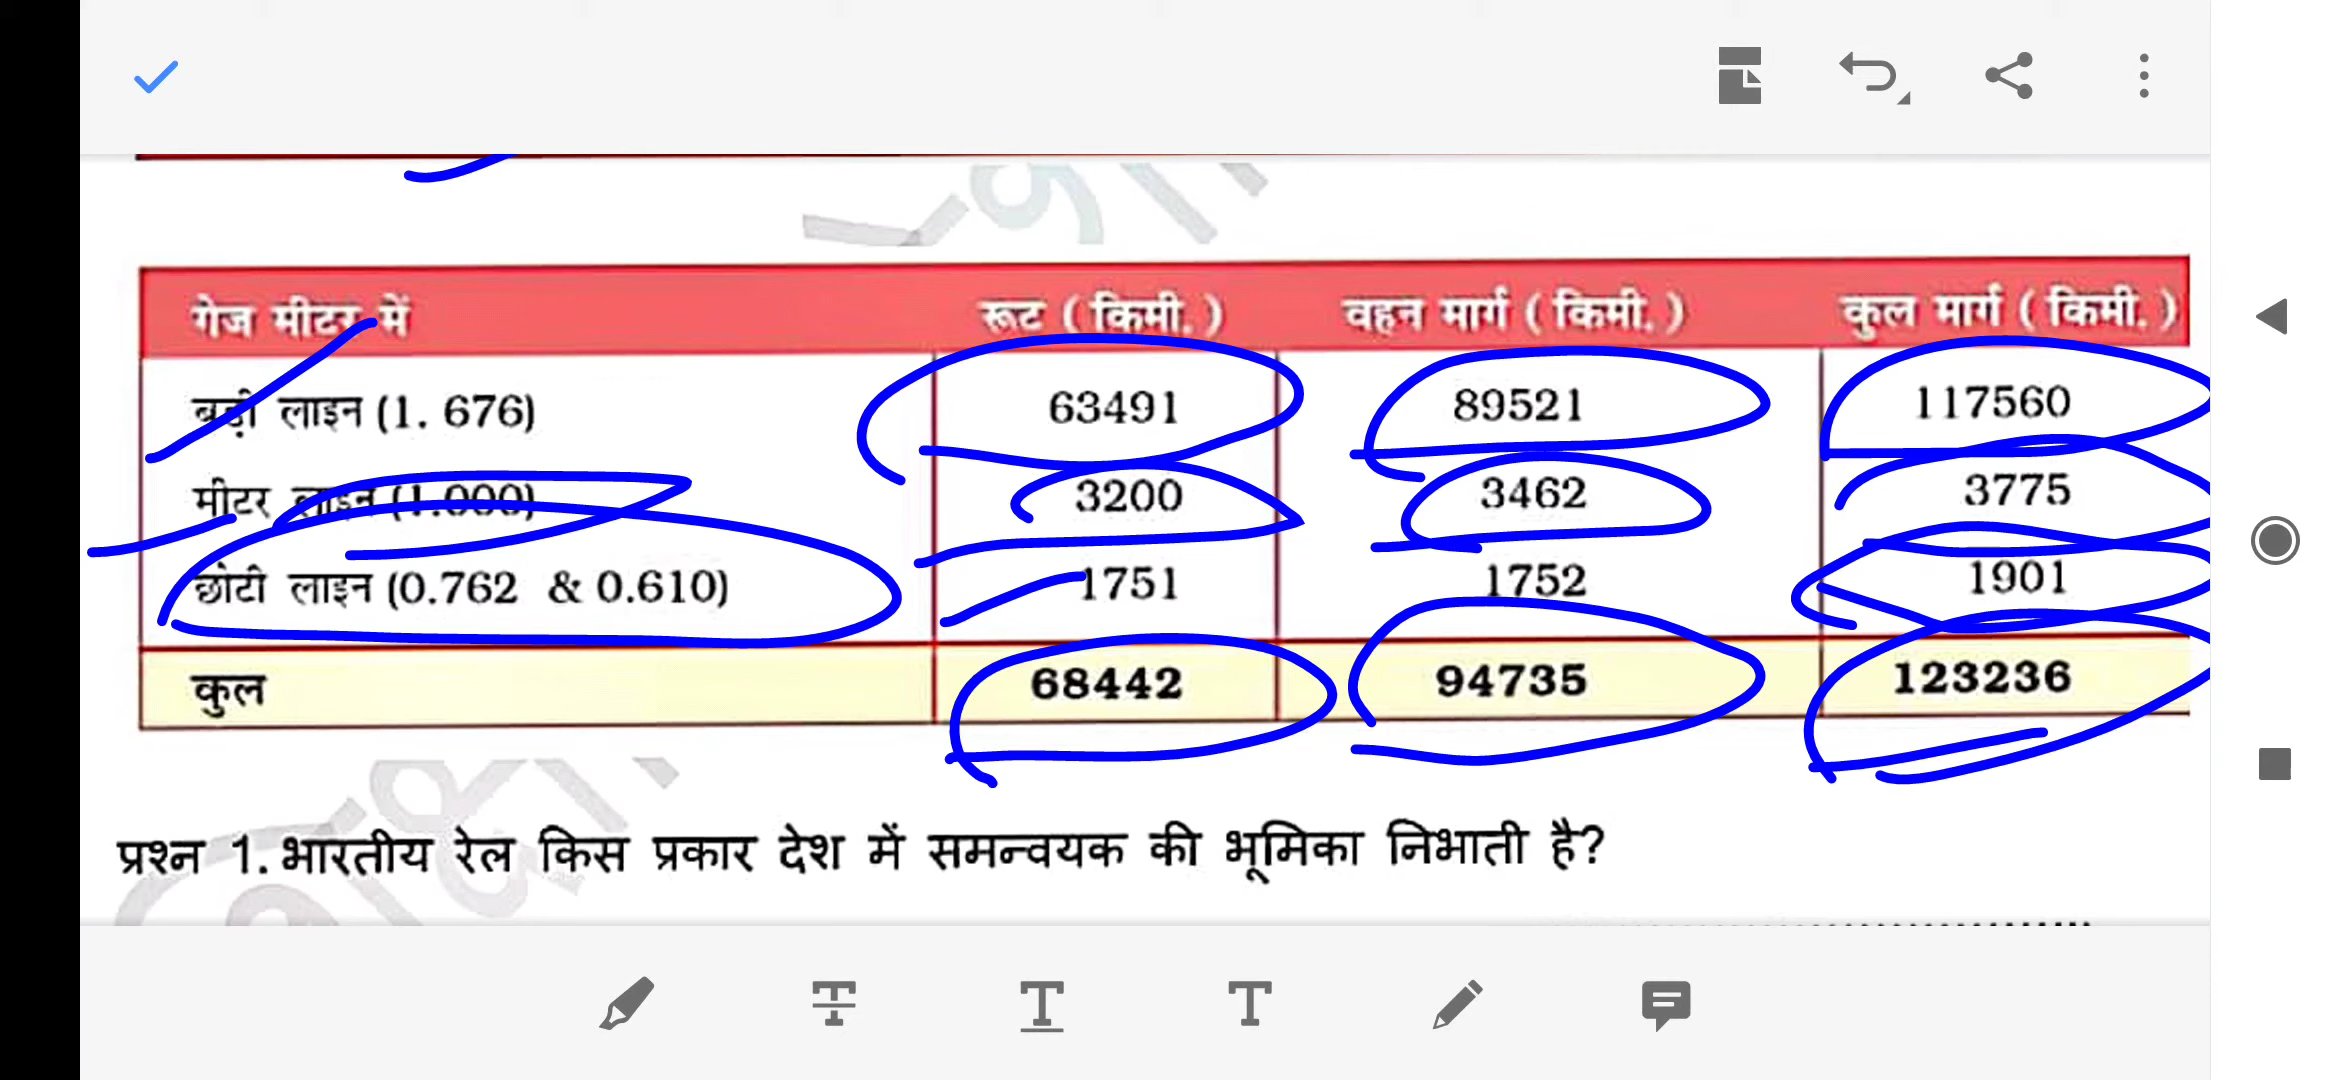 गेज मीटर में रूट ( किमी. ) वहन मार्ग ( किमी. ) कुल मार्ग ( किमी. )
बड़ी लाइन (1. 676) 63491 89521 117560
मीटर लाइन (1.000) 3200 3462 3775
छोटी लाइन (0.762 & 0.610) 1751 1752 1901
कुल 68442 94735 123236
प्रश्न 1. भारतीय रेल किस प्रकार देश में समन्वयक की भूमिका निभाती है?